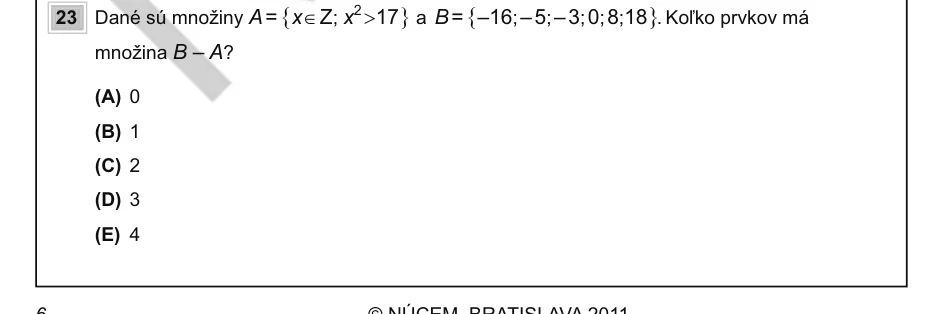 23 Dané sú množiny A = {x∈Z; x²>17} a B = {–16;–5;–3;0;8;18}. Koľko prvkov má
množina B – A?
(A) 0
(B) 1
(C) 2
(D) 3
(E) 4
6 © NÚCEM, BRATISLAVA 2011